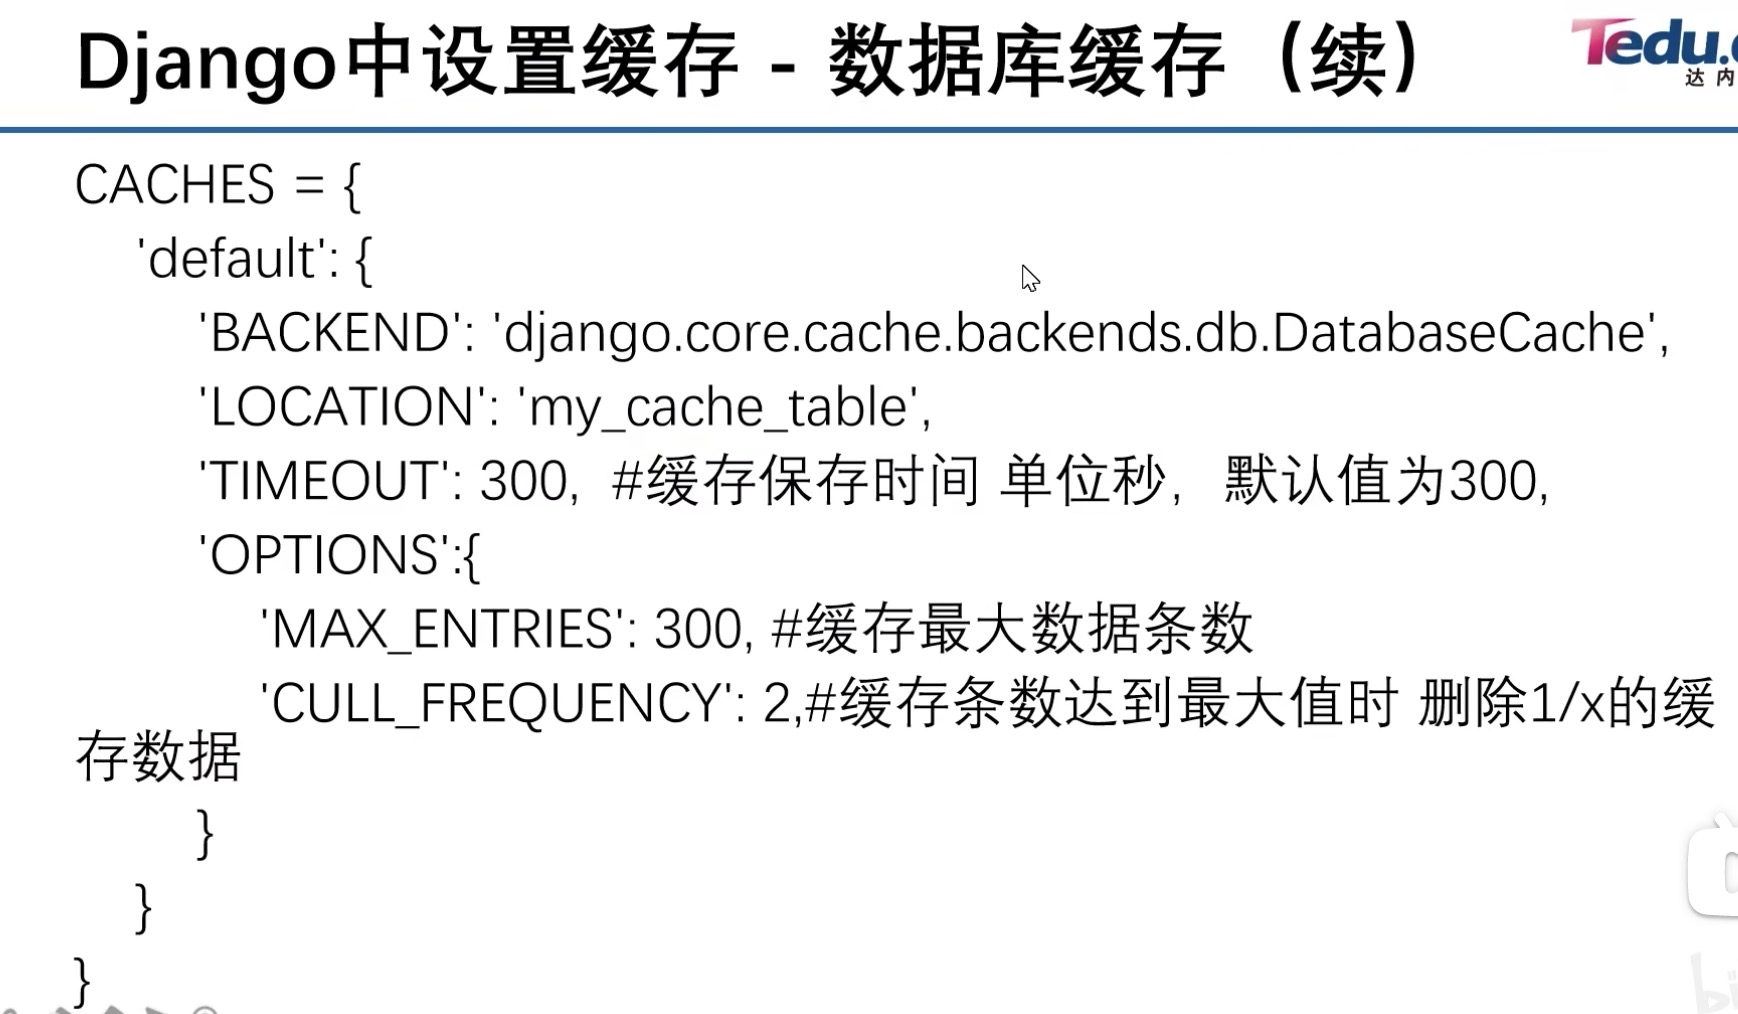 Django中设置缓存 - 数据库缓存（续）
Tedu.
达内
CACHES = {
'default': {
'BACKEND': 'django.core.cache.backends.db.DatabaseCache',
'LOCATION': 'my_cache_table',
'TIMEOUT': 300,  #缓存保存时间 单位秒，默认值为300,
'OPTIONS':{
'MAX_ENTRIES': 300, #缓存最大数据条数
'CULL_FREQUENCY': 2,#缓存条数达到最大值时 删除1/x的缓
存数据
}
}
}